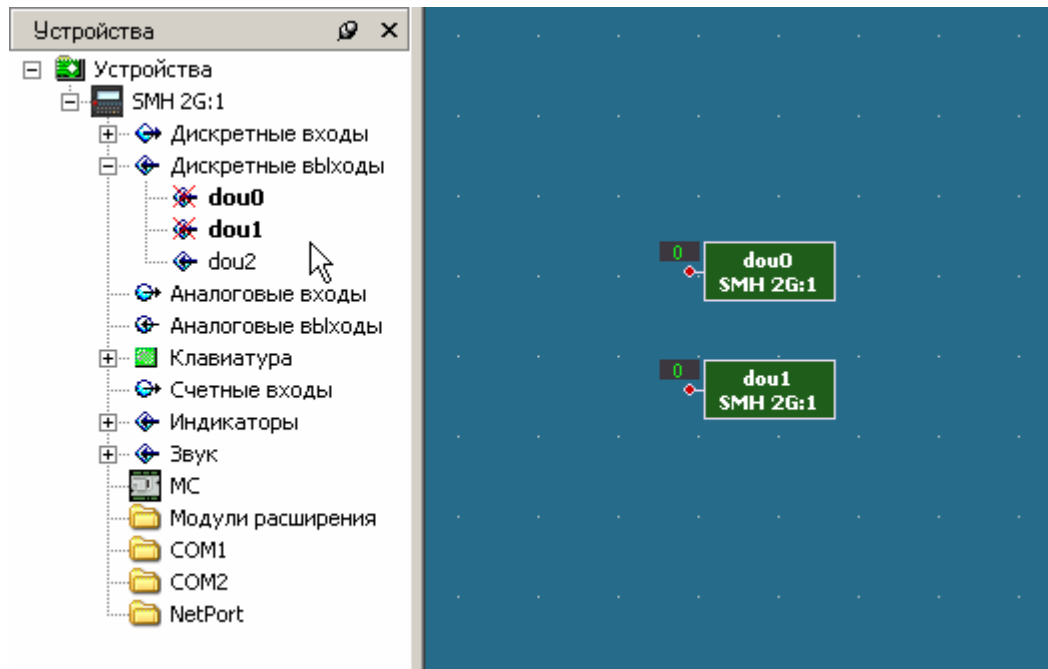 Устройства
Устройства
SMH 2G:1
Дискретные входы
Дискретные выходы
dou0
dou1
dou2
Аналоговые входы
Аналоговые выходы
Клавиатура
Счетные входы
Индикаторы
Звук
MC
Модули расширения
COM1
COM2
NetPort
0
dou0
SMH 2G:1
0
dou1
SMH 2G:1